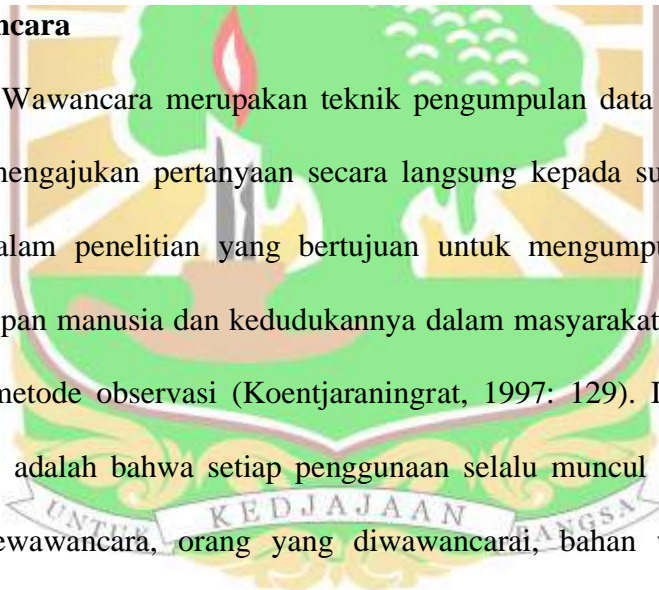 ncara
Wawancara merupakan teknik pengumpulan data
mengajukan pertanyaan secara langsung kepada su
alam penelitian yang bertujuan untuk mengumpu
pan manusia dan kedudukannya dalam masyarakat
metode observasi (Koentjaraningrat, 1997: 129). I
adalah bahwa setiap penggunaan selalu muncul
UNTUK KEDJAJAAN BANGSA
ewawancara, orang yang diwawancarai, bahan